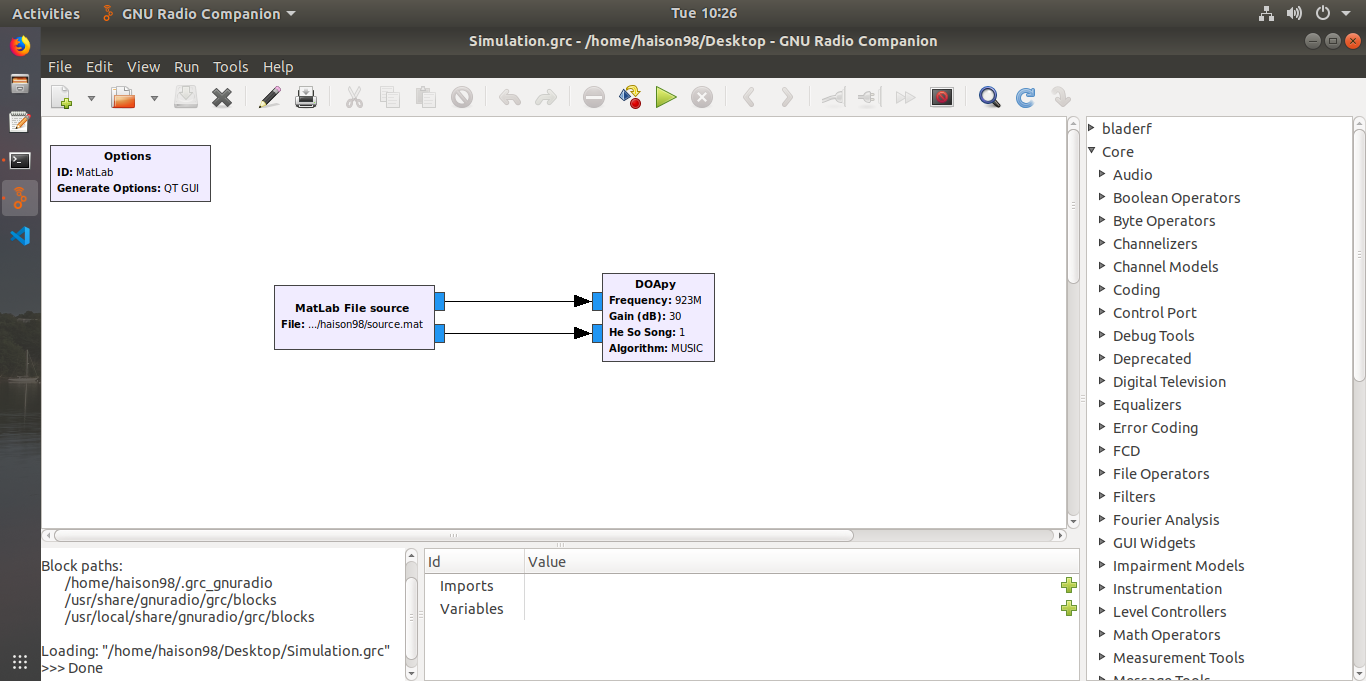 Activities GNU Radio Companion Tue 10:26
Simulation.grc - /home/haison98/Desktop - GNU Radio Companion
File Edit View Run Tools Help
Options
ID: MatLab
Generate Options: QT GUI
MatLab File source
File: .../haison98/source.mat
DOApy
Frequency: 923M
Gain (dB): 30
He So Song: 1
Algorithm: MUSIC
bladerf
Core
Audio
Boolean Operators
Byte Operators
Channelizers
Channel Models
Coding
Control Port
Debug Tools
Deprecated
Digital Television
Equalizers
Error Coding
FCD
File Operators
Filters
Fourier Analysis
GUI Widgets
Impairment Models
Instrumentation
Level Controllers
Math Operators
Measurement Tools
Message Tools
Block paths:
/home/haison98/.grc_gnuradio
/usr/share/gnuradio/grc/blocks
/usr/local/share/gnuradio/grc/blocks
Loading: "/home/haison98/Desktop/Simulation.grc"
>>> Done
Id Value
Imports
Variables